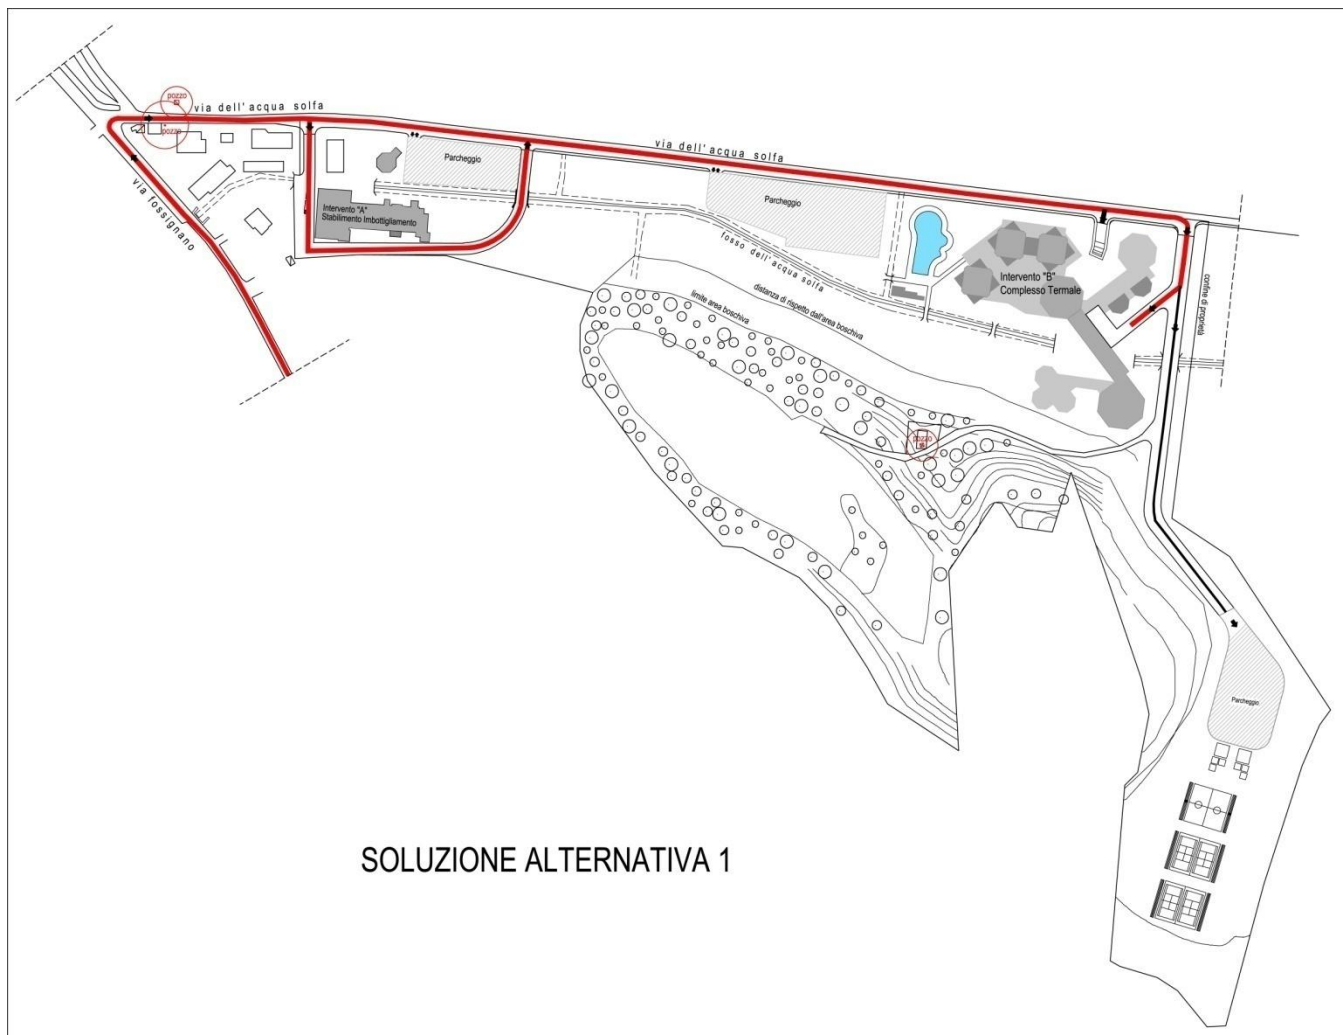 pozzo
via dell'acqua solfa
pozzo
via fossignano
via dell'acqua solfa
Parcheggio
Intervento "A"
Stabilimento Imbottigliamento
Parcheggio
fosso dell'acqua solfa
Intervento "B"
Complesso Termale
confine di proprietà
distanza di rispetto dall'area boschiva
limite area boschiva
pozzo
Parcheggio
SOLUZIONE ALTERNATIVA 1